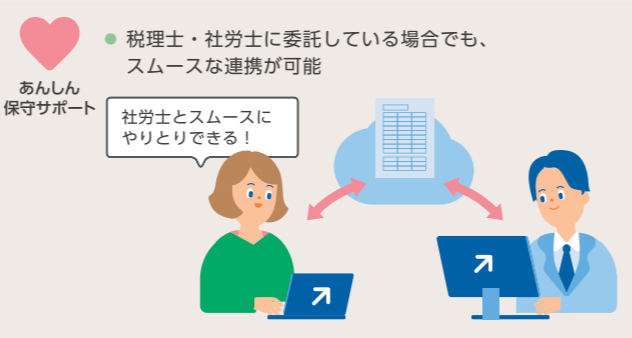 税理士・社労士に委託している場合でも、
スムースな連携が可能
あんしん
保守サポート
社労士とスムースに
やりとりできる！